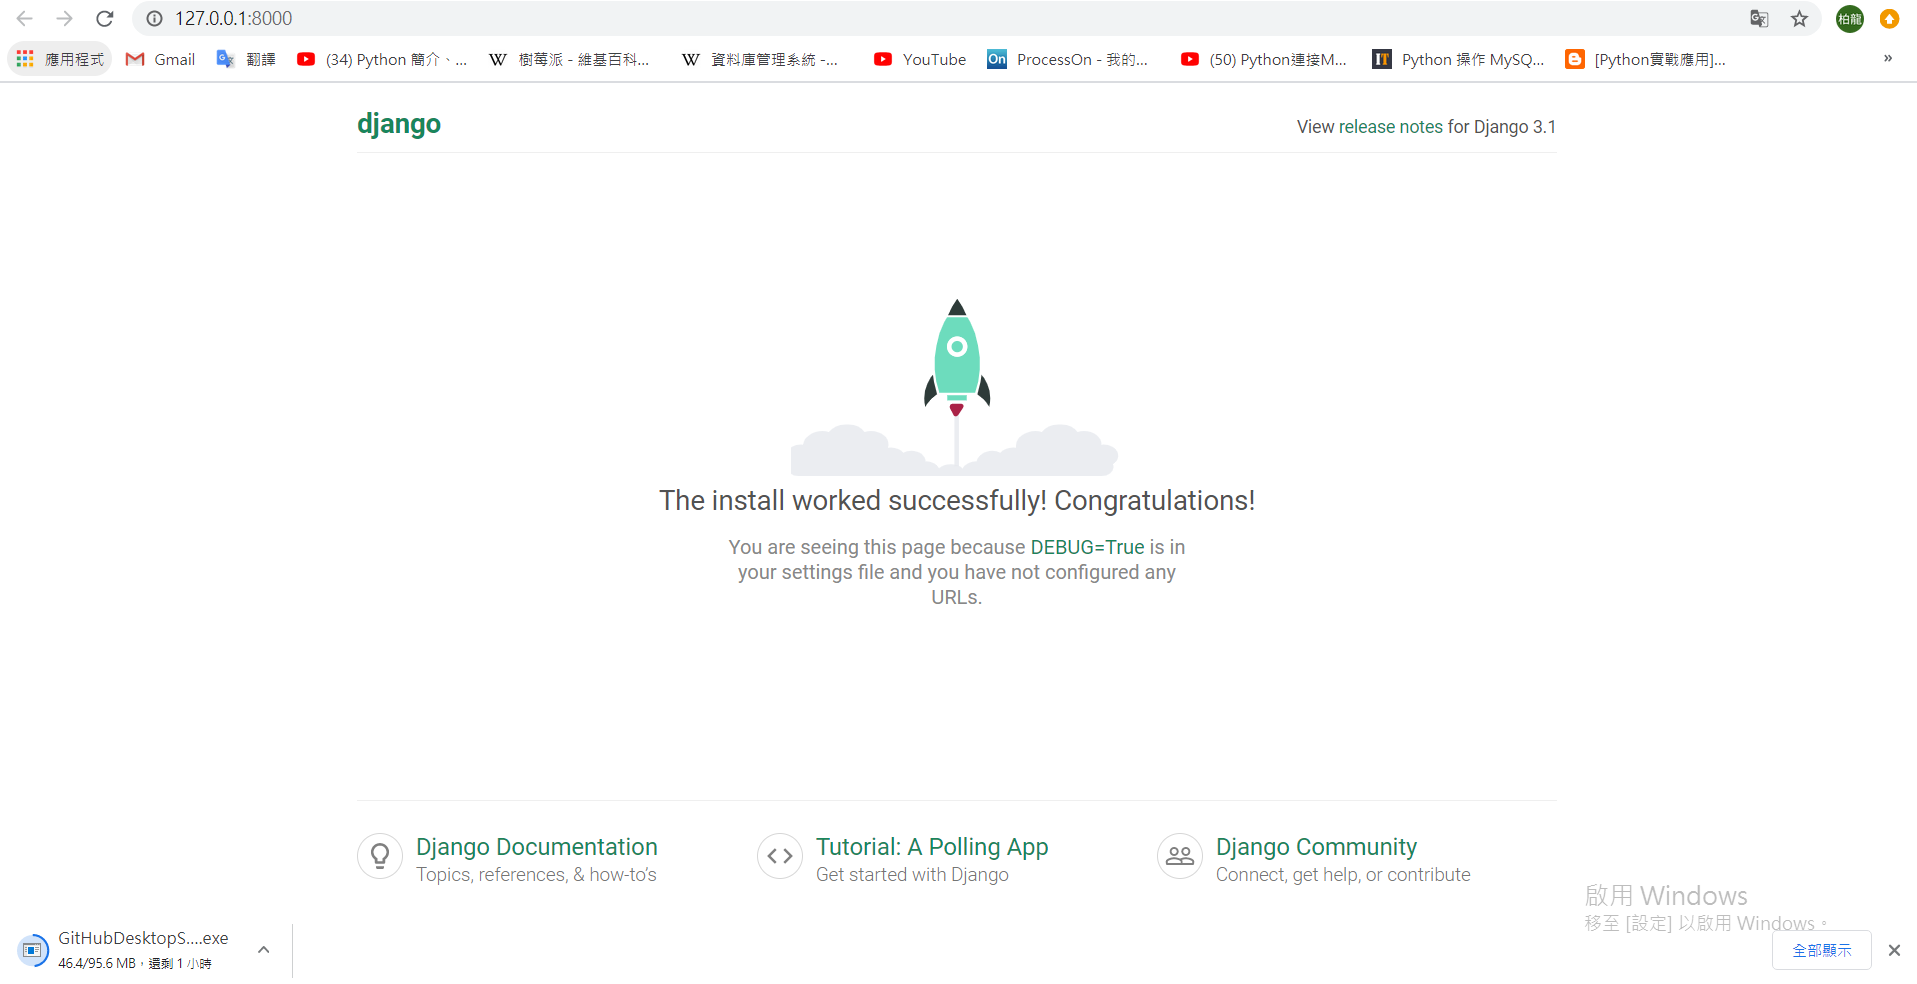 127.0.0.1:8000
柏龍
應用程式
Gmail
翻譯
(34) Python 簡介、...
樹莓派 - 維基百科...
資料庫管理系統 -...
YouTube
On
ProcessOn - 我的...
(50) Python連接M...
IT
Python 操作 MySQ...
[Python實戰應用]...
»
django
View release notes for Django 3.1
The install worked successfully! Congratulations!
You are seeing this page because DEBUG=True is in
your settings file and you have not configured any
URLs.
Django Documentation
Topics, references, & how-to's
Tutorial: A Polling App
Get started with Django
Django Community
Connect, get help, or contribute
啟用 Windows
移至 [設定] 以啟用 Windows。
GitHubDesktopS....exe
46.4/95.6 MB，還剩 1 小時
全部顯示